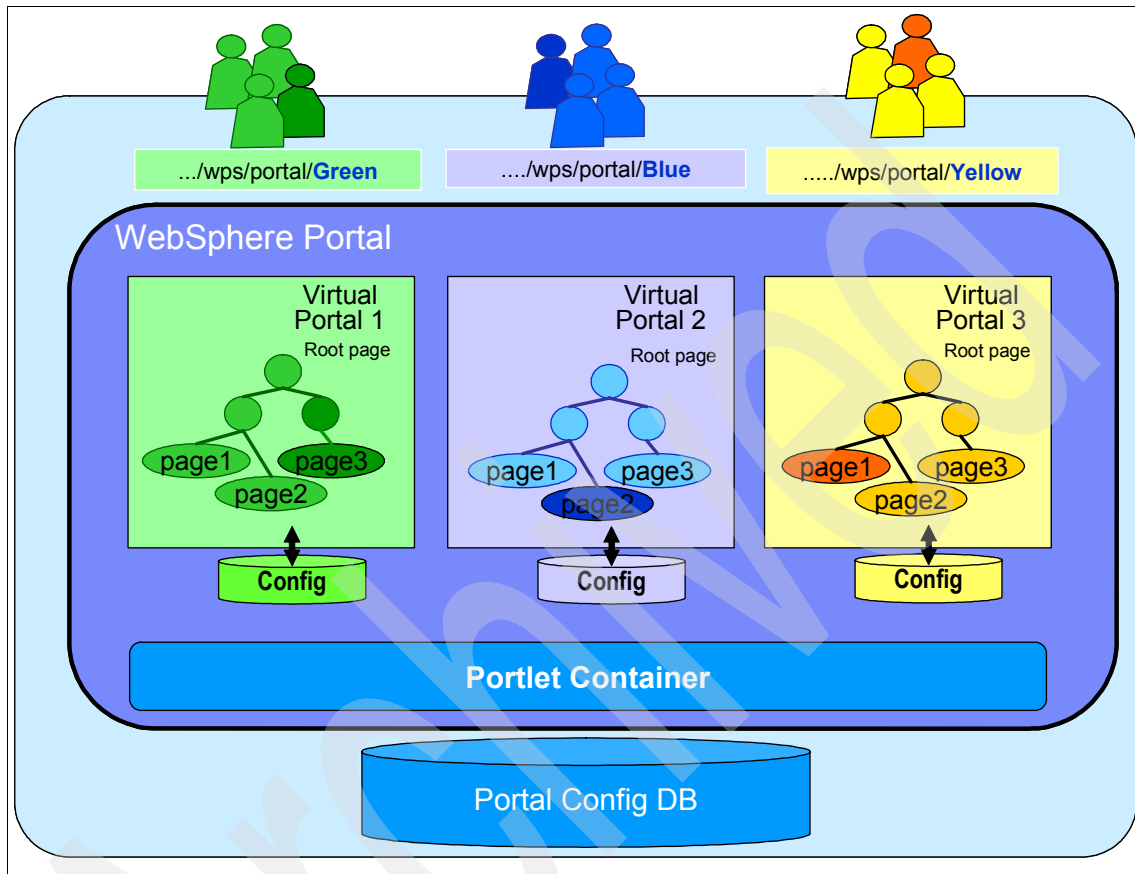 .../wps/portal/Green
..../wps/portal/Blue
...../wps/portal/Yellow
WebSphere Portal
Virtual
Portal 1
Root page
page1
page3
page2
Config
Virtual
Portal 2
Root page
page1
page3
page2
Config
Virtual
Portal 3
Root page
page1
page3
page2
Config
Portlet Container
Portal Config DB
Archived